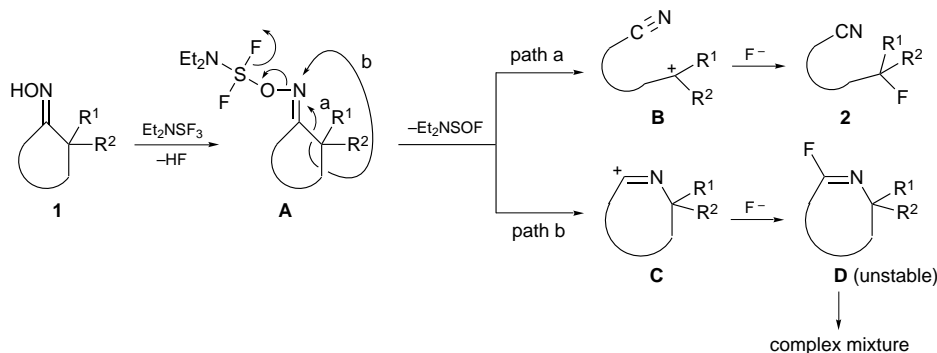 HO
N
R¹
R²
1
Et₂NSF₃
–HF
Et₂N
F
S
F
O
N
a
b
R¹
R²
A
–Et₂NSOF
path a
path b
C
N
+
R¹
R²
B
F⁻
CN
R¹
R²
F
2
+
N
R¹
R²
C
F⁻
F
N
R¹
R²
D (unstable)
complex mixture